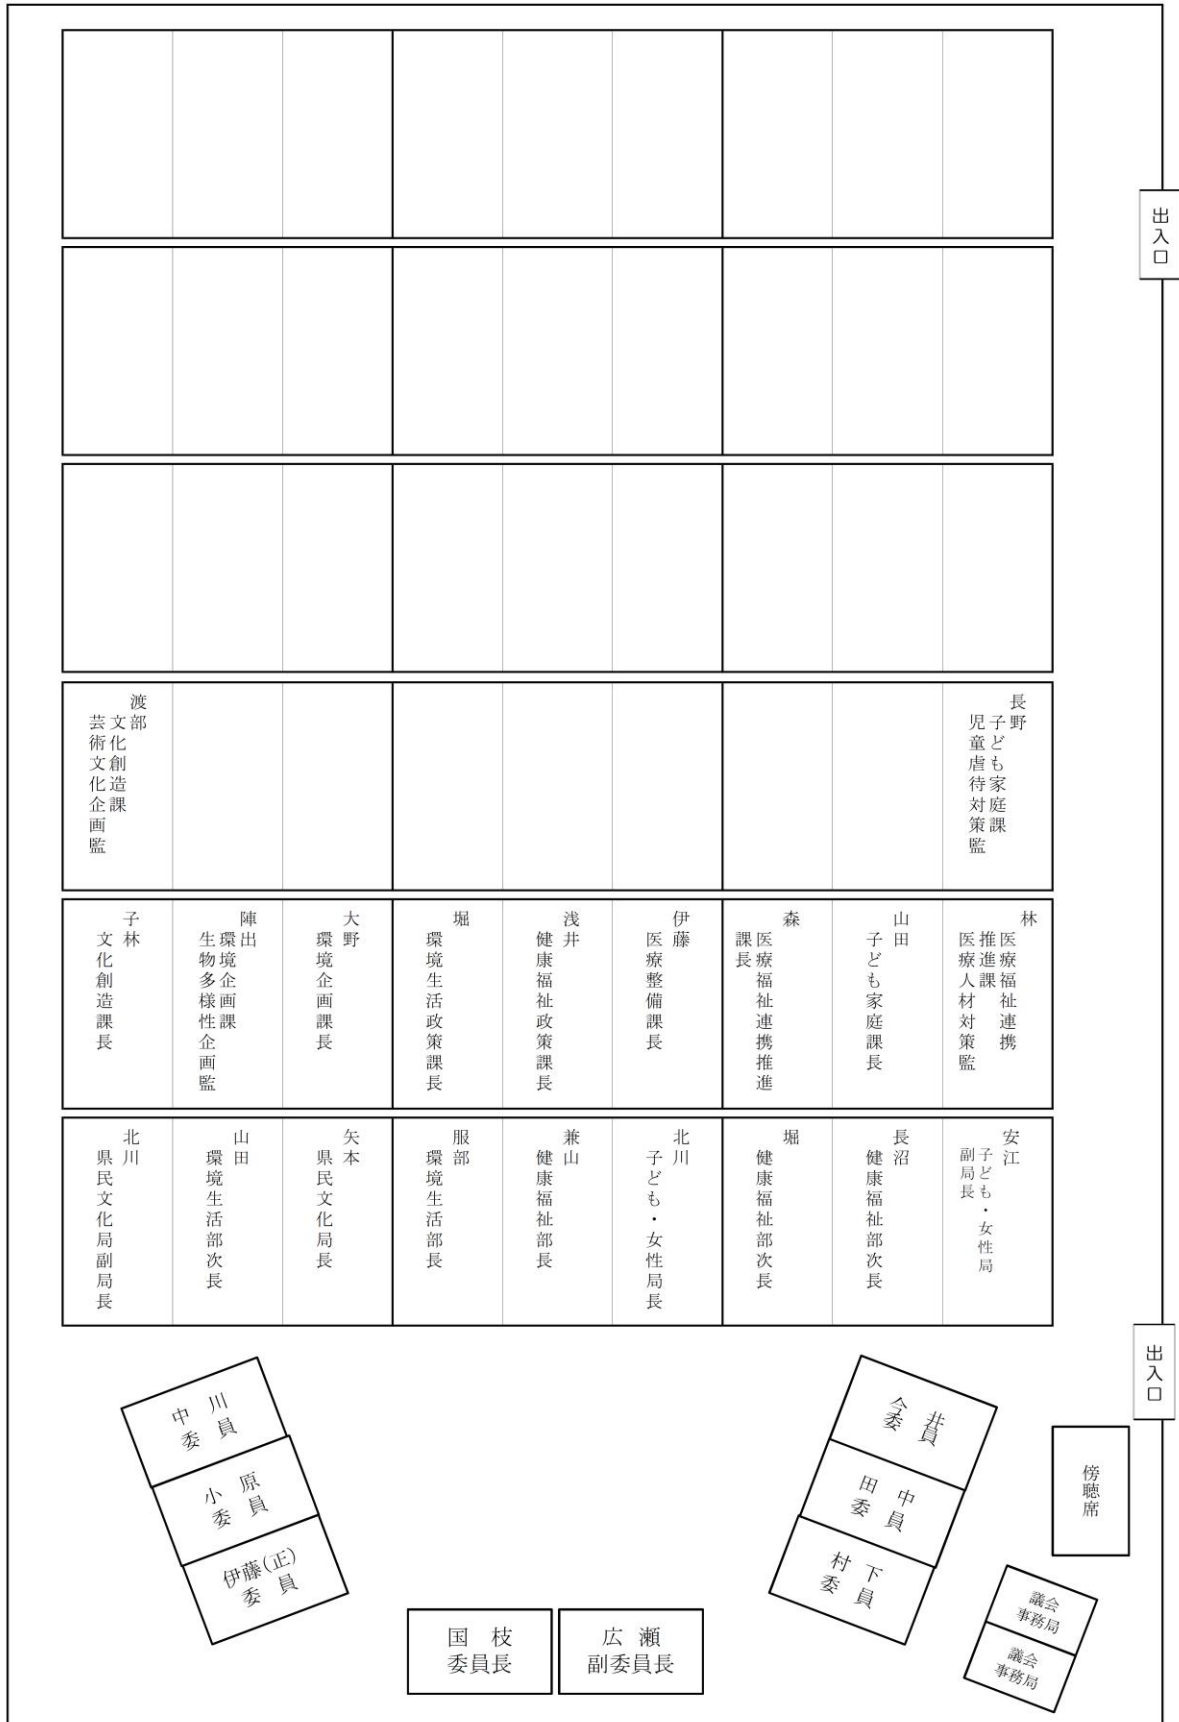 出入口
渡部
文化創造課
芸術文化企画監
長野
子ども家庭課
児童虐待対策監
子林
文化創造課長
陣出
環境企画課
生物多様性企画監
大野
環境企画課長
堀
環境生活政策課長
浅井
健康福祉政策課長
伊藤
医療整備課長
森
医療福祉連携推進
課長
山田
子ども家庭課長
林
医療福祉連携
推進課
医療人材対策監
北川
県民文化局副局長
山田
環境生活部次長
矢本
県民文化局長
服部
環境生活部長
兼山
健康福祉部長
北川
子ども・女性局長
堀
健康福祉部次長
長沼
健康福祉部次長
安江
子ども・女性局
副局長
出入口
中川
委員
小原
委員
伊藤(正)
委員
今井
委員
田中
委員
村下
委員
傍聴席
国枝
委員長
広瀬
副委員長
議会
事務局
議会
事務局